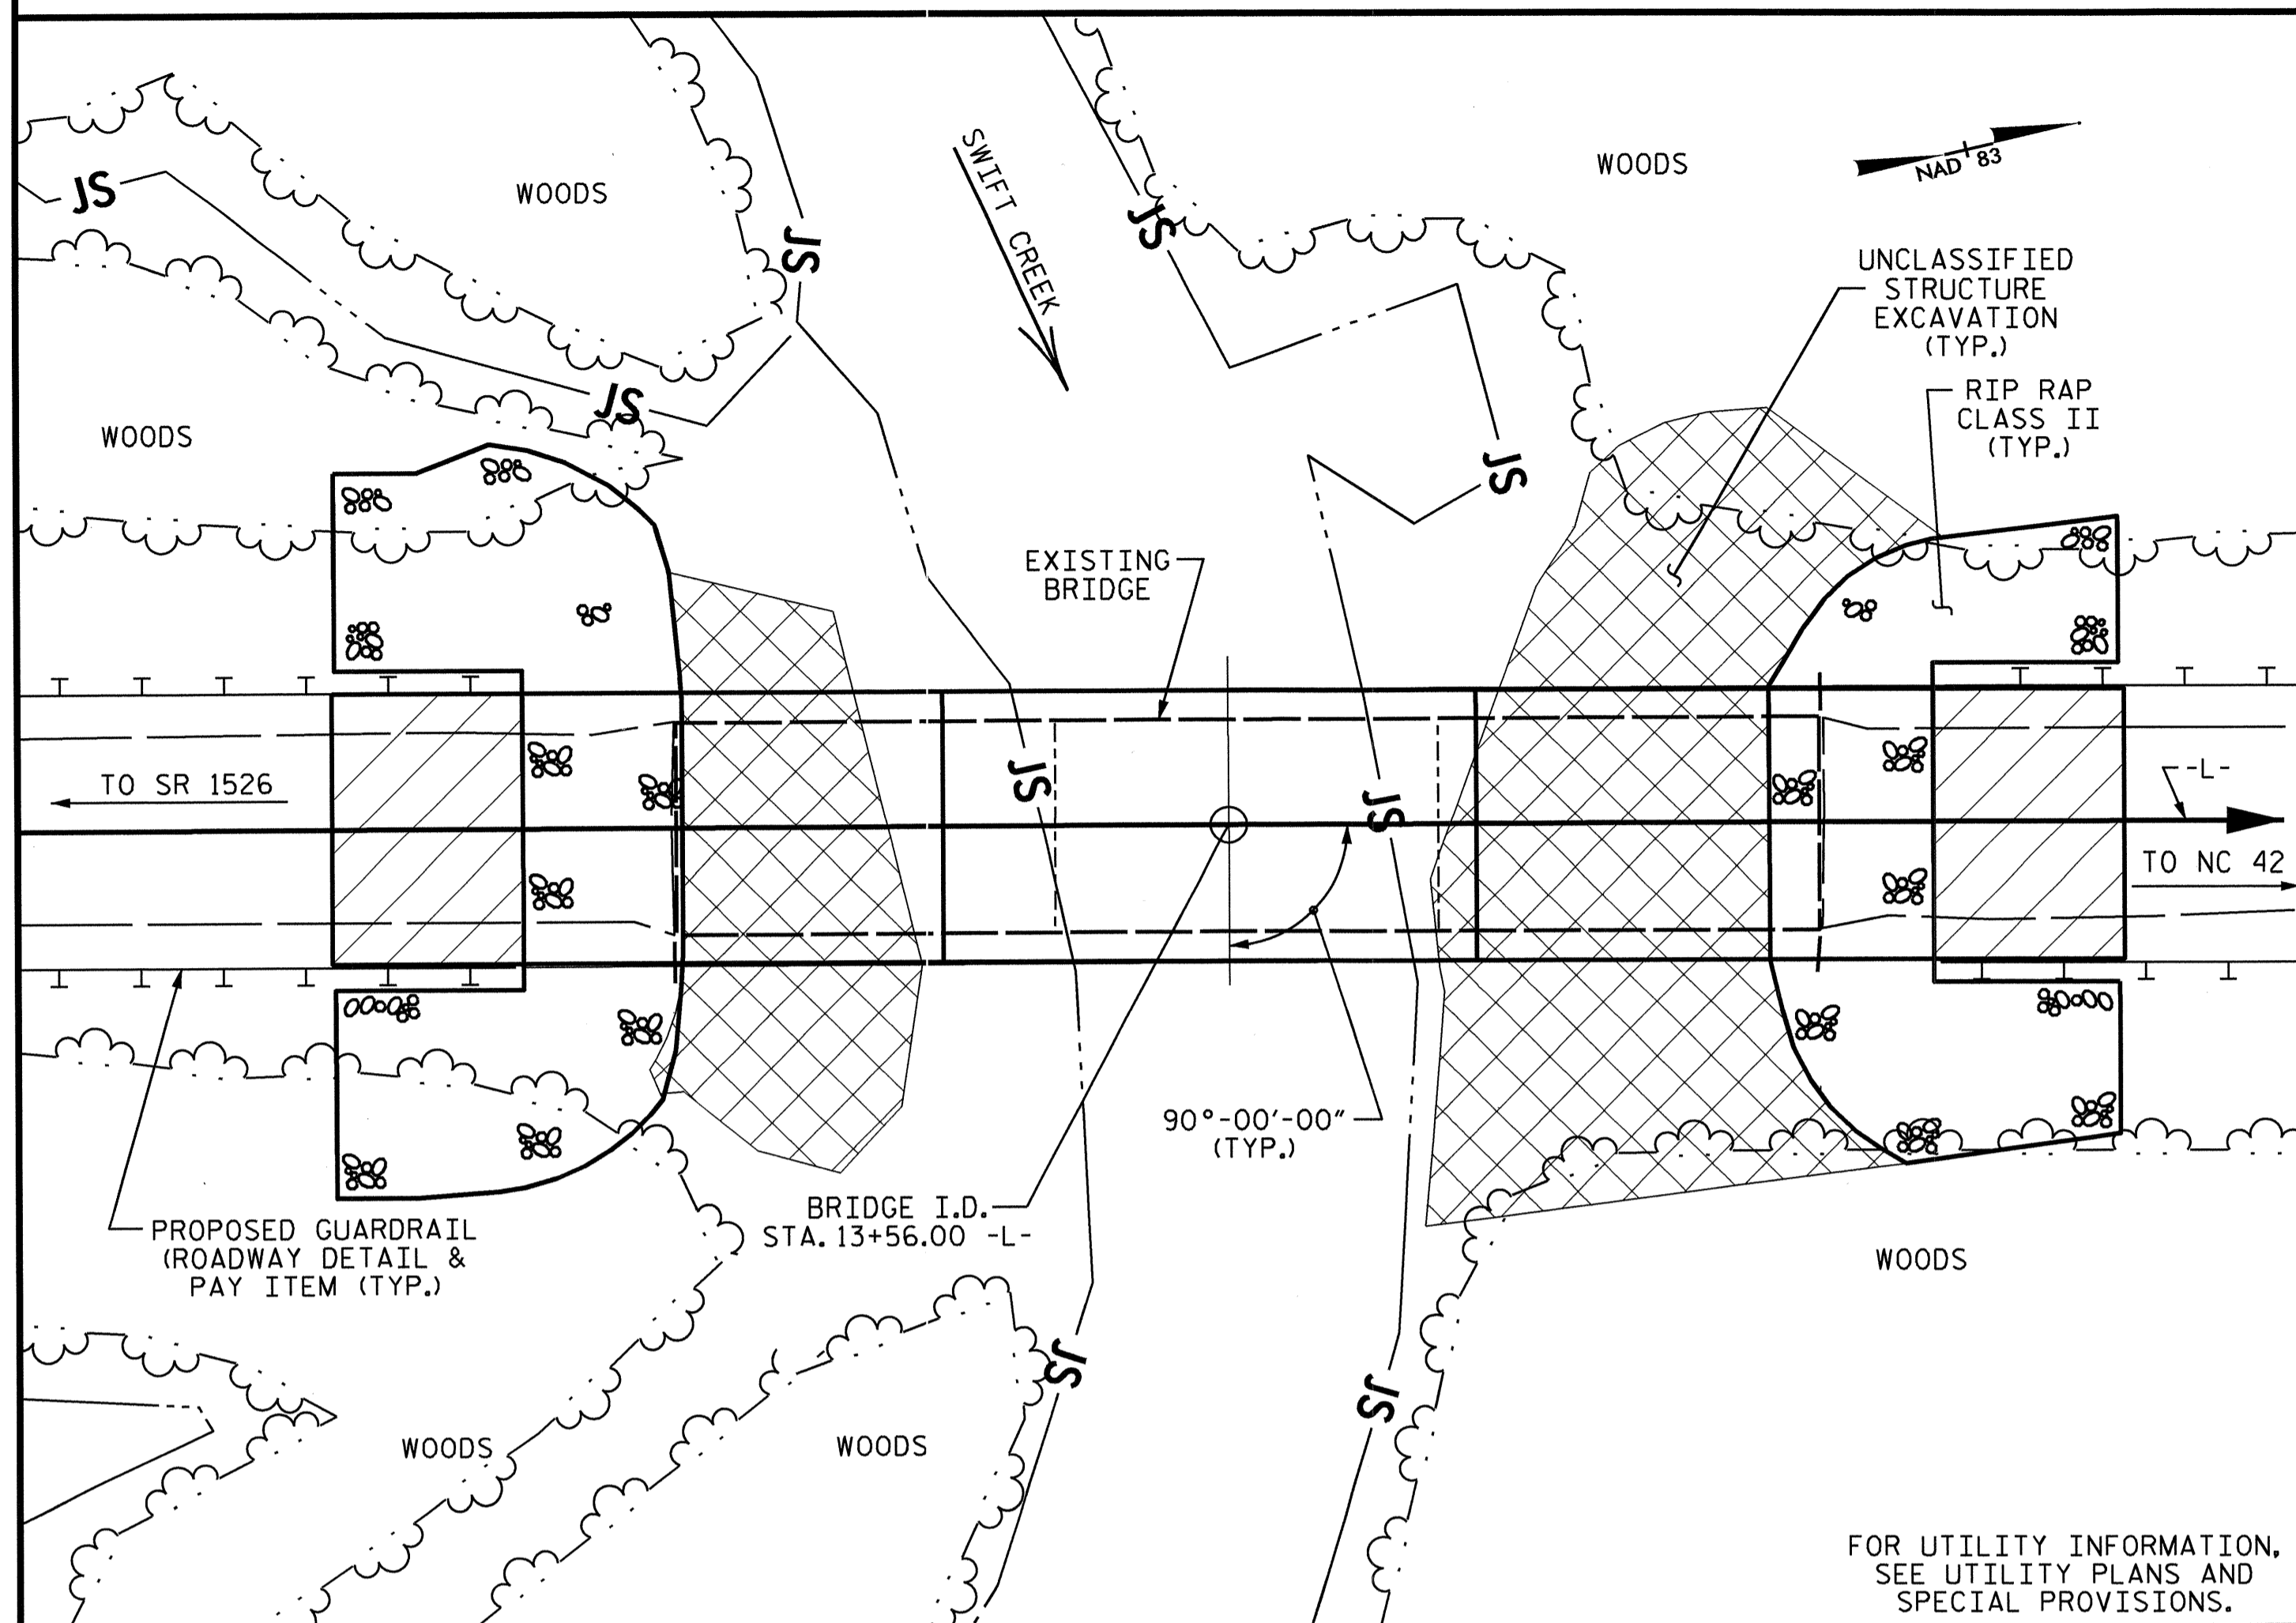 WOODS
SWIFT CREEK
WOODS
NAD 83
JS
JS
JS
UNCLASSIFIED
STRUCTURE
EXCAVATION
(TYP.)
RIP RAP
CLASS II
(TYP.)
JS
WOODS
JS
EXISTING
BRIDGE
TO SR 1526
JS
JS
-L-
TO NC 42
90°-00'-00"
(TYP.)
BRIDGE I.D.
STA. 13+56.00 -L-
PROPOSED GUARDRAIL
(ROADWAY DETAIL &
PAY ITEM (TYP.)
WOODS
JS
JS
WOODS
WOODS
FOR UTILITY INFORMATION,
SEE UTILITY PLANS AND
SPECIAL PROVISIONS.